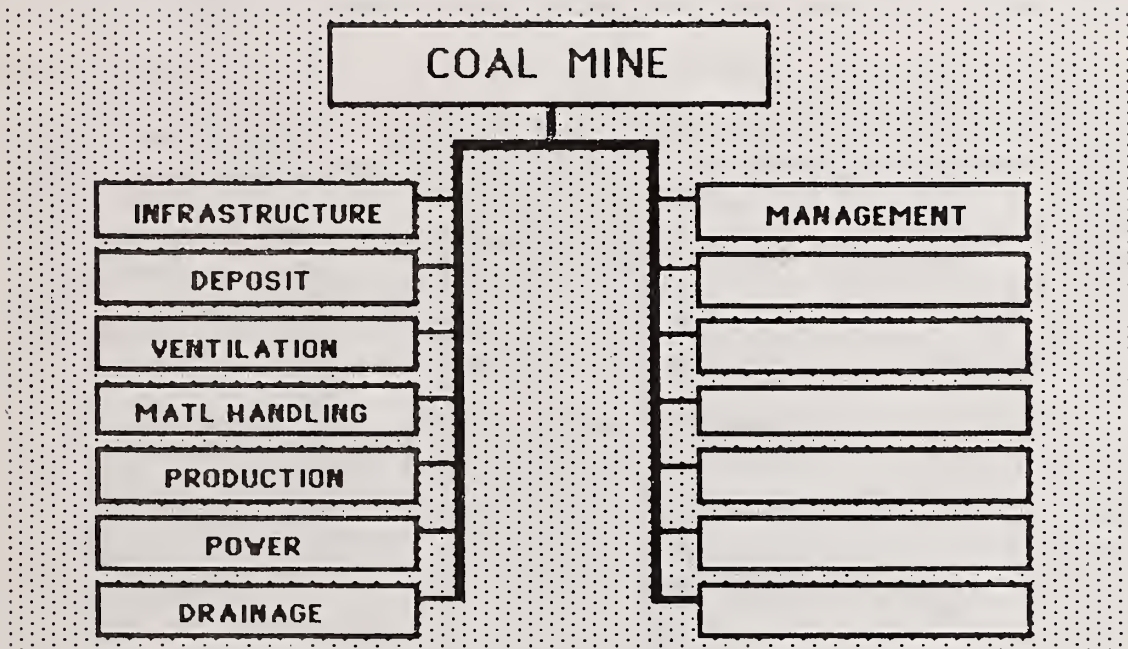 COAL MINE
INFRASTRUCTURE
DEPOSIT
VENTILATION
MATL HANDLING
PRODUCTION
POWER
DRAINAGE
MANAGEMENT